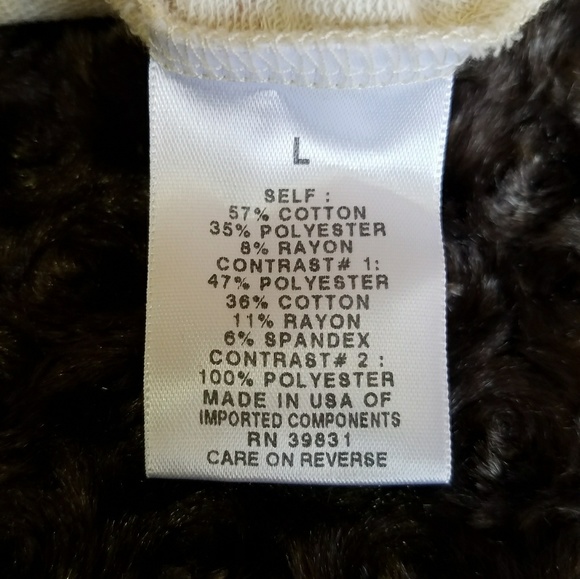 L
SELF :
57% COTTON
35% POLYESTER
8% RAYON
CONTRAST# 1:
47% POLYESTER
36% COTTON
11% RAYON
6% SPANDEX
CONTRAST# 2 :
100% POLYESTER
MADE IN USA OF
IMPORTED COMPONENTS
RN 39831
CARE ON REVERSE